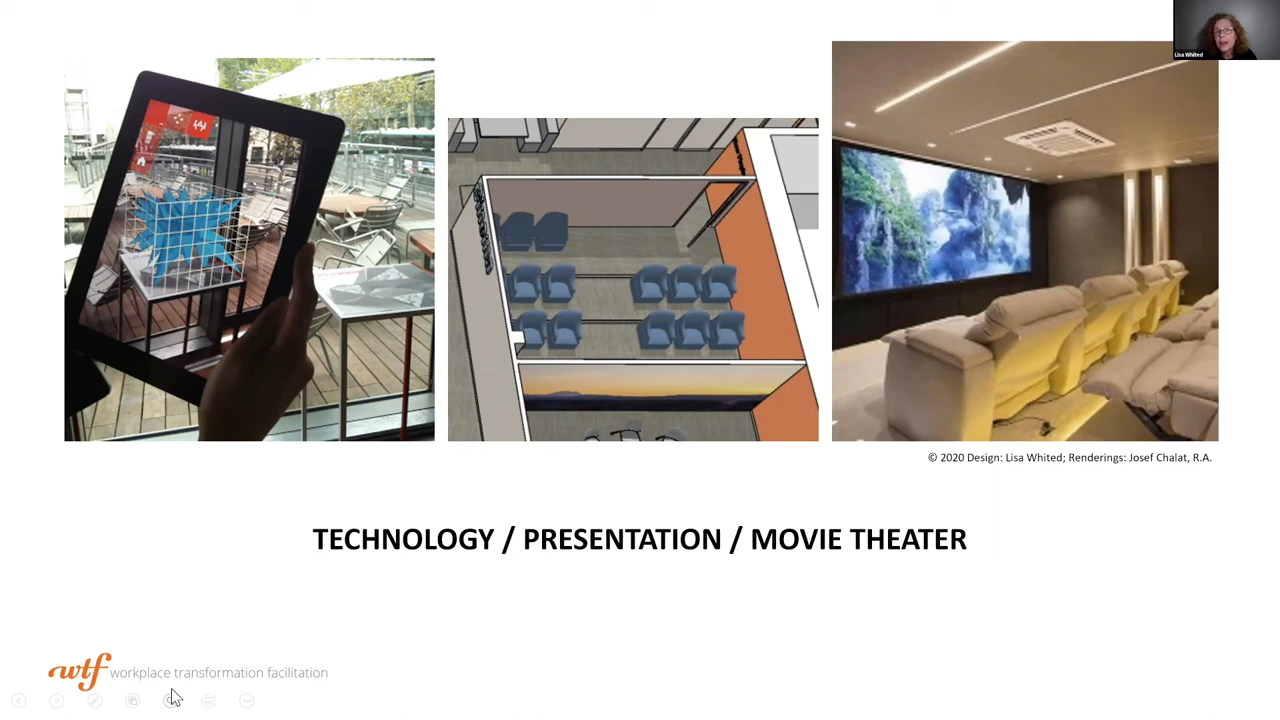 Lisa Whited
© 2020 Design: Lisa Whited; Renderings: Josef Chalat, R.A.
TECHNOLOGY / PRESENTATION / MOVIE THEATER
wtf workplace transformation facilitation